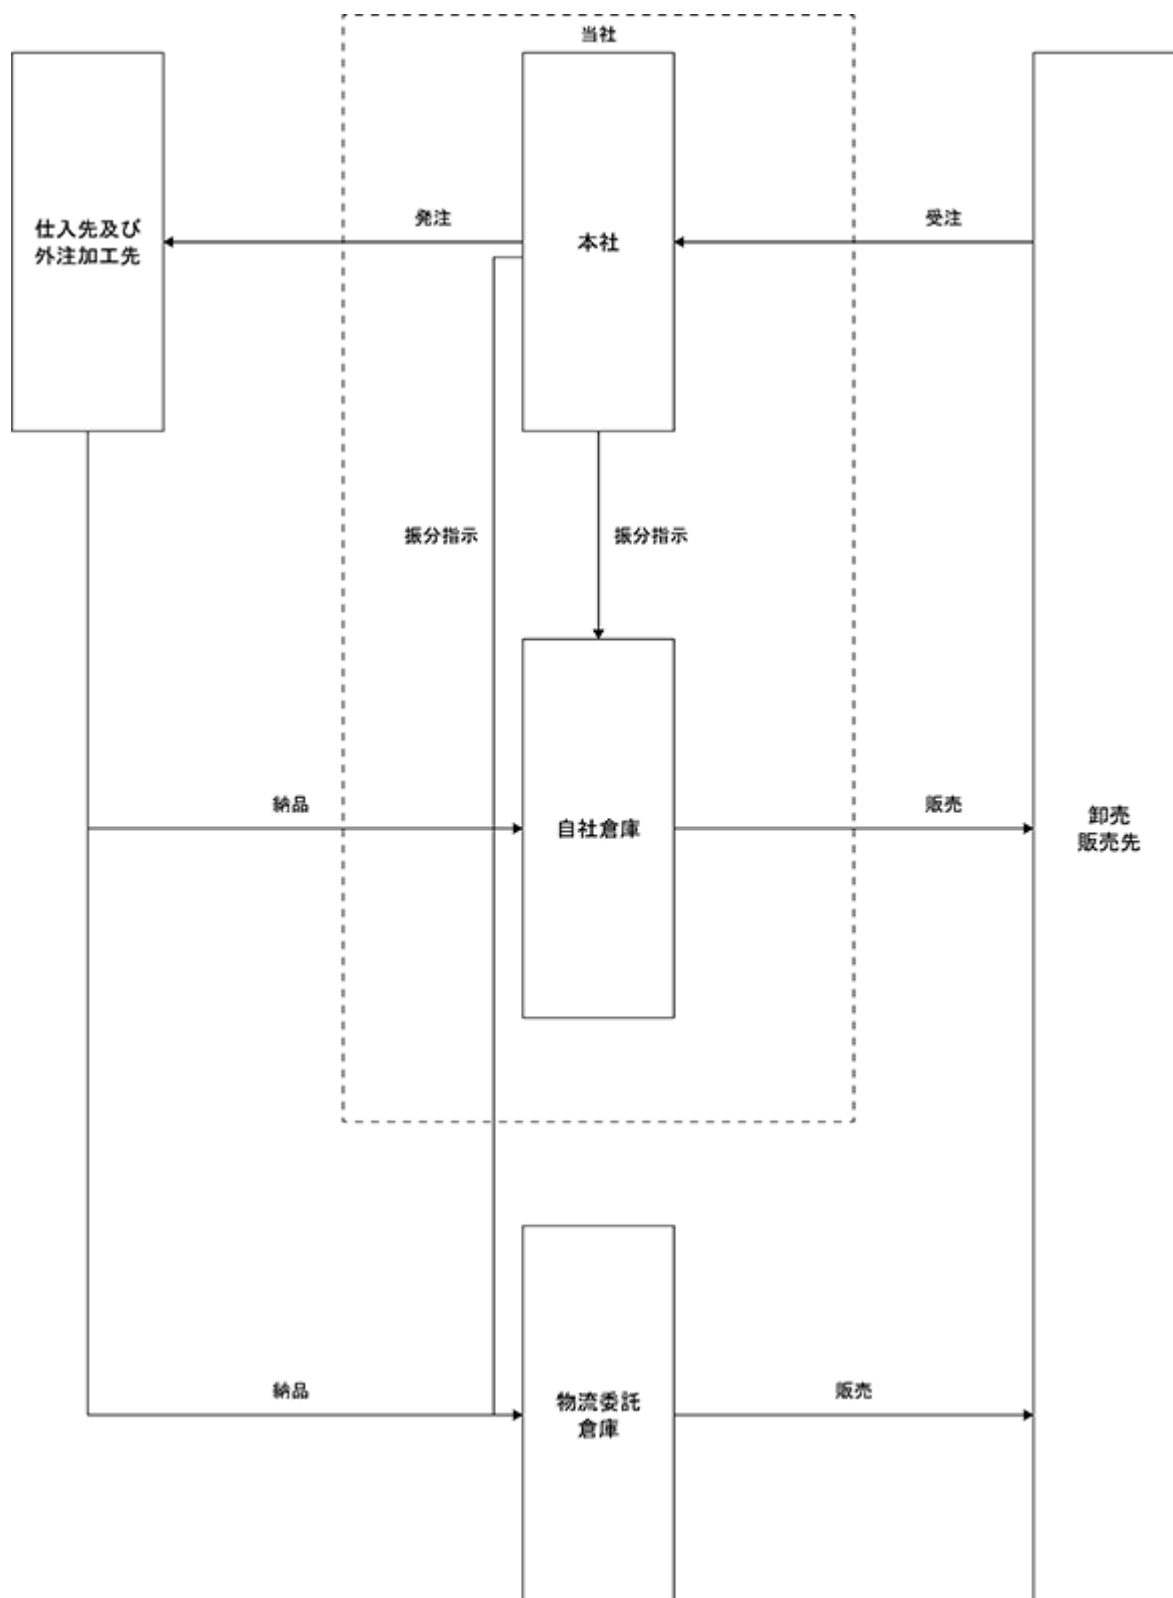 当社
仕入先及び
外注加工先
発注
本社
受注
振分指示
振分指示
納品
自社倉庫
販売
卸売
販売先
納品
物流委託
倉庫
販売